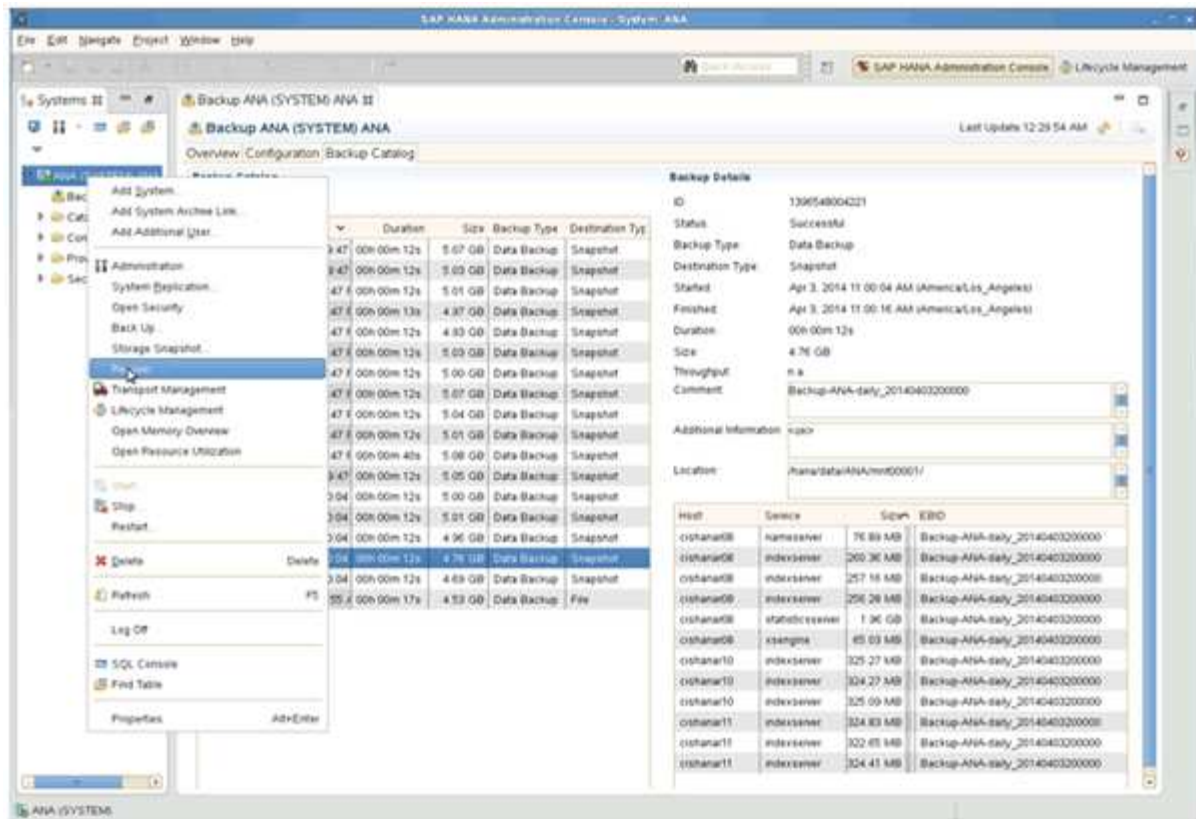 SAP HANA Administration Console - System: ANA
File Edit Navigate Project Window Help
Quick Access SAP HANA Administration Console Lifecycle Management
Systems Backup ANA (SYSTEM) ANA
Backup ANA (SYSTEM) ANA Last Update 12:29:54 AM
Overview Configuration Backup Catalog
Backup Catalog
Add System...
Add System Archive Link...
Add Additional User...
Administration
System Replication...
Open Security
Back Up...
Storage Snapshot...
Transport Management
Lifecycle Management
Open Memory Overview
Open Resource Utilization
Start
Stop
Restart...
Delete Delete
Refresh F5
Log Off
SQL Console
Find Table
Properties Alt+Enter
Duration Size Backup Type Destination Typ
00h 00m 12s 5.07 GB Data Backup Snapshot
00h 00m 12s 5.03 GB Data Backup Snapshot
00h 00m 12s 5.01 GB Data Backup Snapshot
00h 00m 13s 4.97 GB Data Backup Snapshot
00h 00m 12s 4.93 GB Data Backup Snapshot
00h 00m 12s 5.03 GB Data Backup Snapshot
00h 00m 12s 5.00 GB Data Backup Snapshot
00h 00m 12s 5.07 GB Data Backup Snapshot
00h 00m 12s 5.04 GB Data Backup Snapshot
00h 00m 12s 5.01 GB Data Backup Snapshot
00h 00m 40s 5.08 GB Data Backup Snapshot
00h 00m 12s 5.05 GB Data Backup Snapshot
00h 00m 12s 5.00 GB Data Backup Snapshot
00h 00m 12s 5.01 GB Data Backup Snapshot
00h 00m 12s 4.96 GB Data Backup Snapshot
00h 00m 12s 4.76 GB Data Backup Snapshot
00h 00m 12s 4.69 GB Data Backup Snapshot
00h 00m 17s 4.53 GB Data Backup File
Backup Details
ID 1396548004221
Status Successful
Backup Type Data Backup
Destination Type Snapshot
Started Apr 3, 2014 11:00:04 AM (America/Los_Angeles)
Finished Apr 3, 2014 11:00:16 AM (America/Los_Angeles)
Duration 00h 00m 12s
Size 4.76 GB
Throughput n.a.
Comment Backup-ANA-daily_20140403200000
Additional Information <ok>
Location /hana/data/ANA/mnt00001/
Host Service Size EBID
cishanar08 nameserver 76.89 MB Backup-ANA-daily_20140403200000
cishanar08 indexserver 260.36 MB Backup-ANA-daily_20140403200000
cishanar08 indexserver 257.16 MB Backup-ANA-daily_20140403200000
cishanar08 indexserver 256.28 MB Backup-ANA-daily_20140403200000
cishanar08 statisticsserver 1.96 GB Backup-ANA-daily_20140403200000
cishanar08 xsengine 65.03 MB Backup-ANA-daily_20140403200000
cishanar10 indexserver 325.27 MB Backup-ANA-daily_20140403200000
cishanar10 indexserver 324.27 MB Backup-ANA-daily_20140403200000
cishanar10 indexserver 325.09 MB Backup-ANA-daily_20140403200000
cishanar11 indexserver 324.83 MB Backup-ANA-daily_20140403200000
cishanar11 indexserver 322.65 MB Backup-ANA-daily_20140403200000
cishanar11 indexserver 324.41 MB Backup-ANA-daily_20140403200000
ANA (SYSTEM)